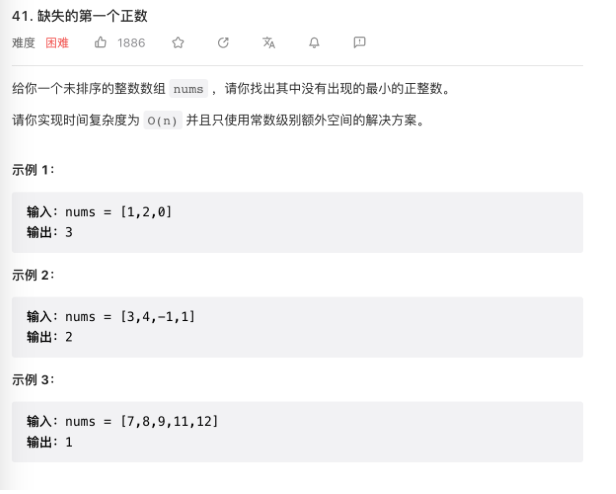 41. 缺失的第一个正数
难度 困难 1886
给你一个未排序的整数数组 nums ，请你找出其中没有出现的最小的正整数。
请你实现时间复杂度为 O(n) 并且只使用常数级别额外空间的解决方案。
示例 1：
输入：nums = [1,2,0]
输出：3
示例 2：
输入：nums = [3,4,-1,1]
输出：2
示例 3：
输入：nums = [7,8,9,11,12]
输出：1